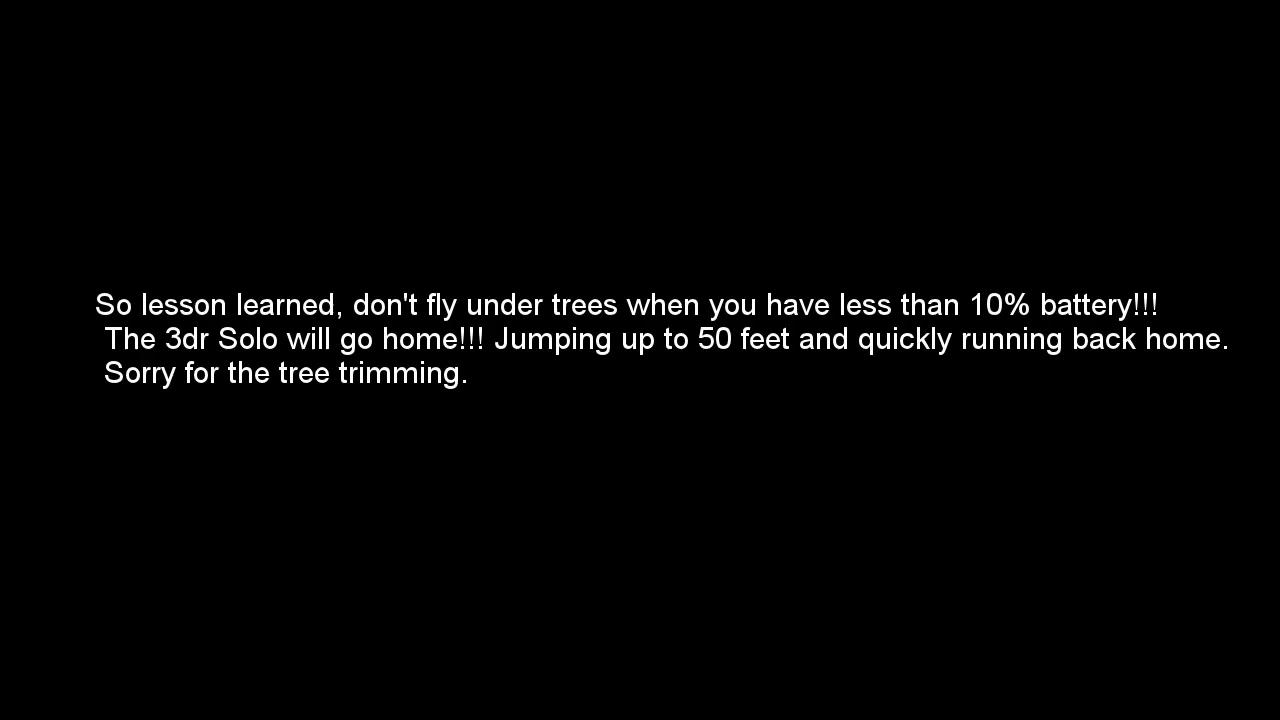 So lesson learned, don't fly under trees when you have less than 10% battery!!!
The 3dr Solo will go home!!! Jumping up to 50 feet and quickly running back home.
Sorry for the tree trimming.